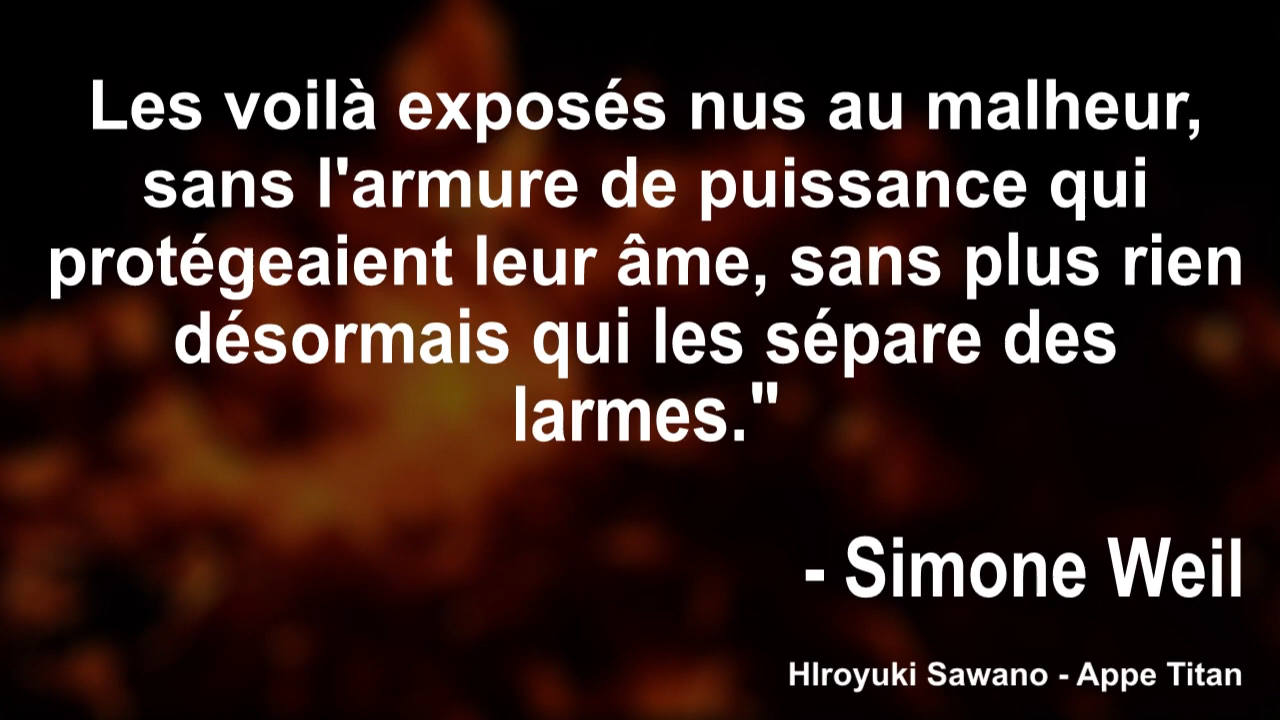 Les voilà exposés nus au malheur,
sans l'armure de puissance qui
protégeaient leur âme, sans plus rien
désormais qui les sépare des
larmes."
- Simone Weil
HIroyuki Sawano - Appe Titan